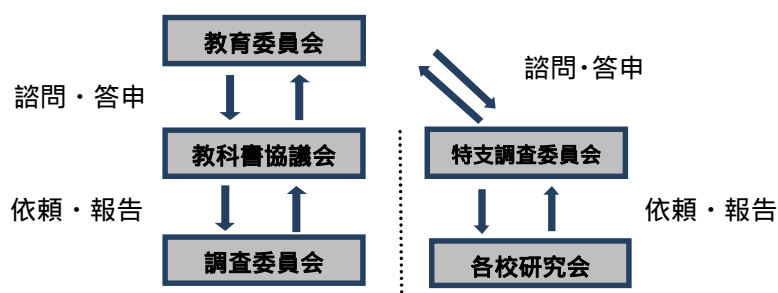 教育委員会
諮問・答申
諮問・答申
教科書協議会
特支調査委員会
依頼・報告
依頼・報告
調査委員会
各校研究会